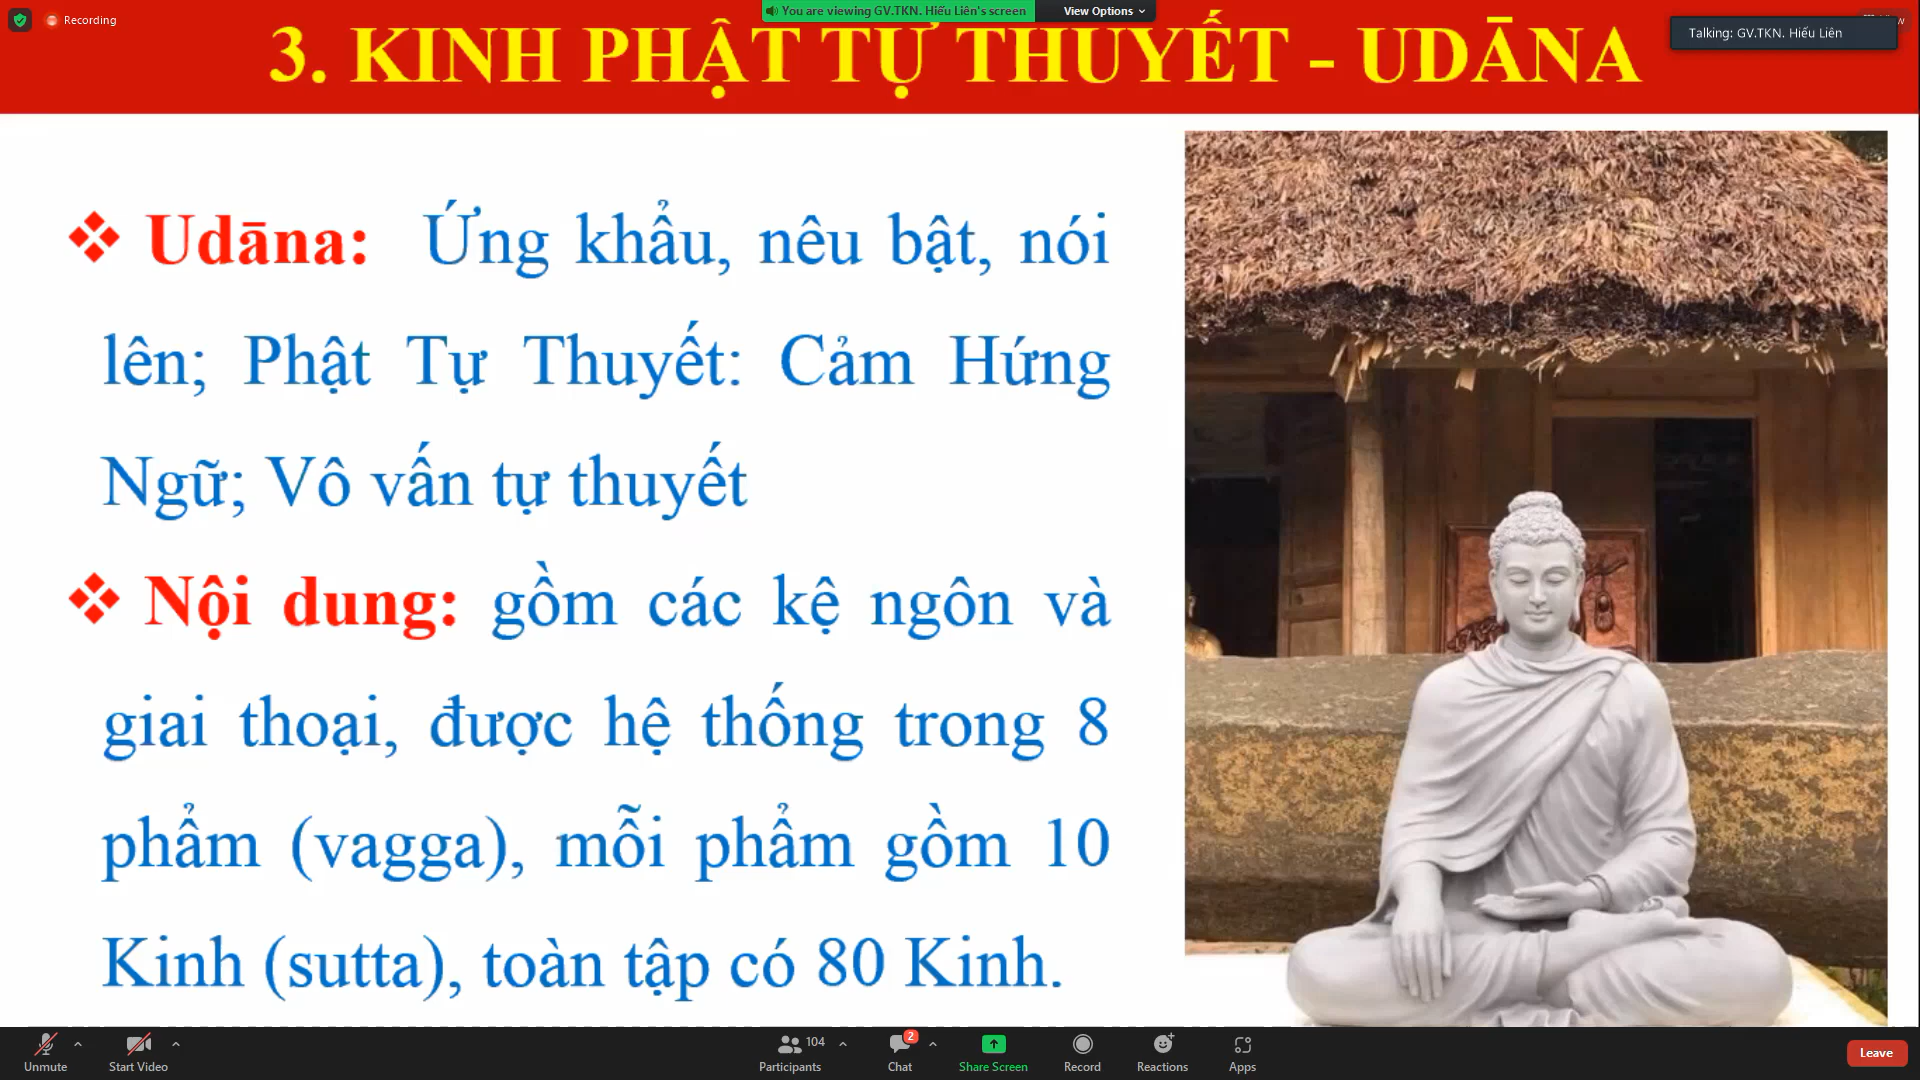 Recording
You are viewing GV.TKN. Hiếu Liên's screen
View Options
Talking: GV.TKN. Hiếu Liên
3. KINH PHẬT TỰ THUYẾT - UDĀNA
❖ Udāna: Ứng khẩu, nêu bật, nói
lên; Phật Tự Thuyết: Cảm Hứng
Ngữ; Vô vấn tự thuyết
❖ Nội dung: gồm các kệ ngôn và
giai thoại, được hệ thống trong 8
phẩm (vagga), mỗi phẩm gồm 10
Kinh (sutta), toàn tập có 80 Kinh.
Unmute
Start Video
104
Participants
2
Chat
Share Screen
Record
Reactions
Apps
Leave